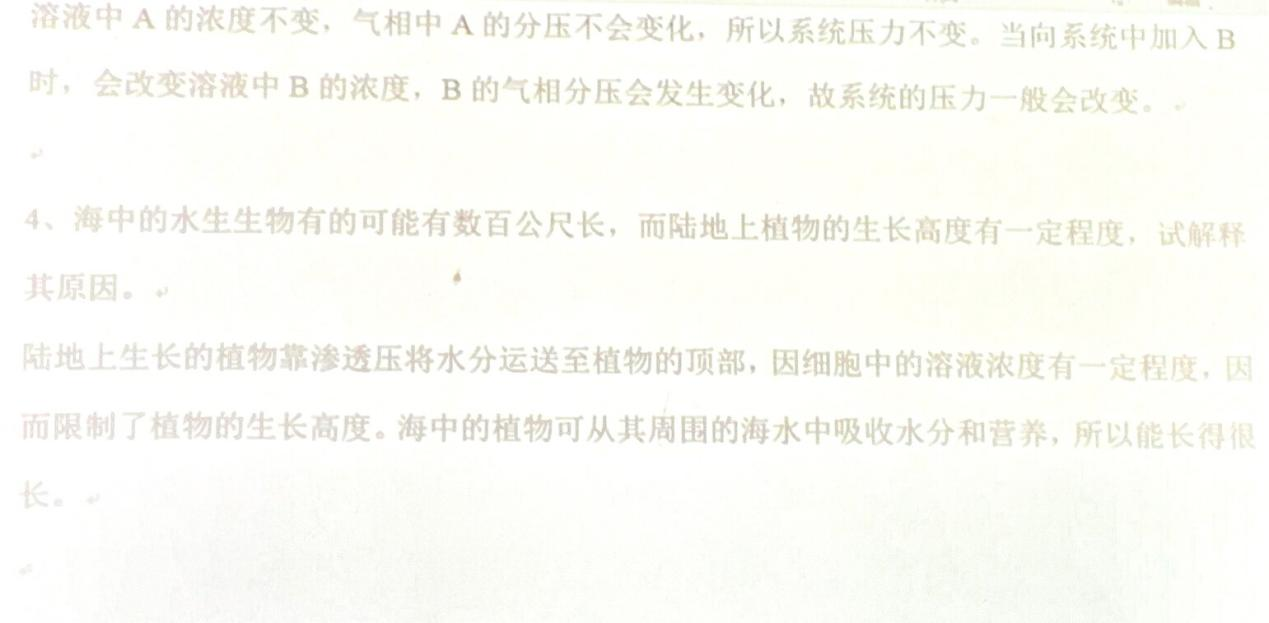 溶液中 A 的浓度不变，气相中 A 的分压不会变化，所以系统压力不变。当向系统中加入 B
时，会改变溶液中 B 的浓度，B 的气相分压会发生变化，故系统的压力一般会改变。
4、海中的水生生物有的可能有数百公尺长，而陆地上植物的生长高度有一定程度，试解释
其原因。
陆地上生长的植物靠渗透压将水分运送至植物的顶部，因细胞中的溶液浓度有一定程度，因
而限制了植物的生长高度。海中的植物可从其周围的海水中吸收水分和营养，所以能长得很
长。